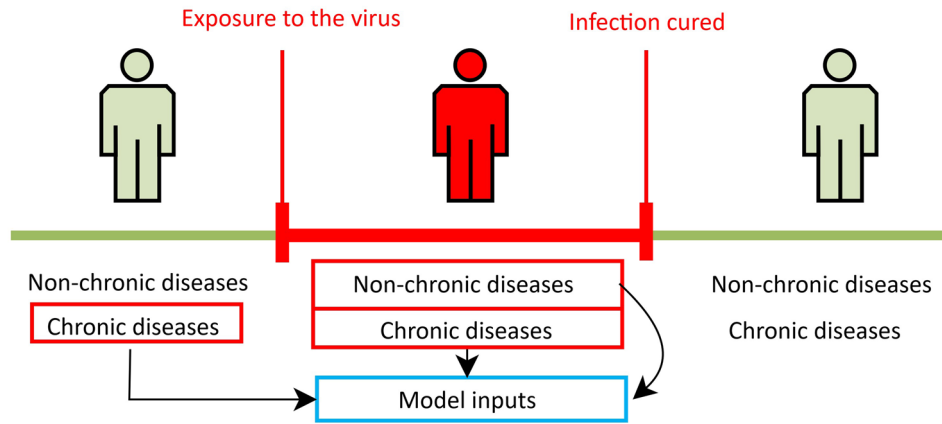 Exposure to the virus
Infection cured
Non-chronic diseases
Chronic diseases
Non-chronic diseases
Chronic diseases
Non-chronic diseases
Chronic diseases
Model inputs